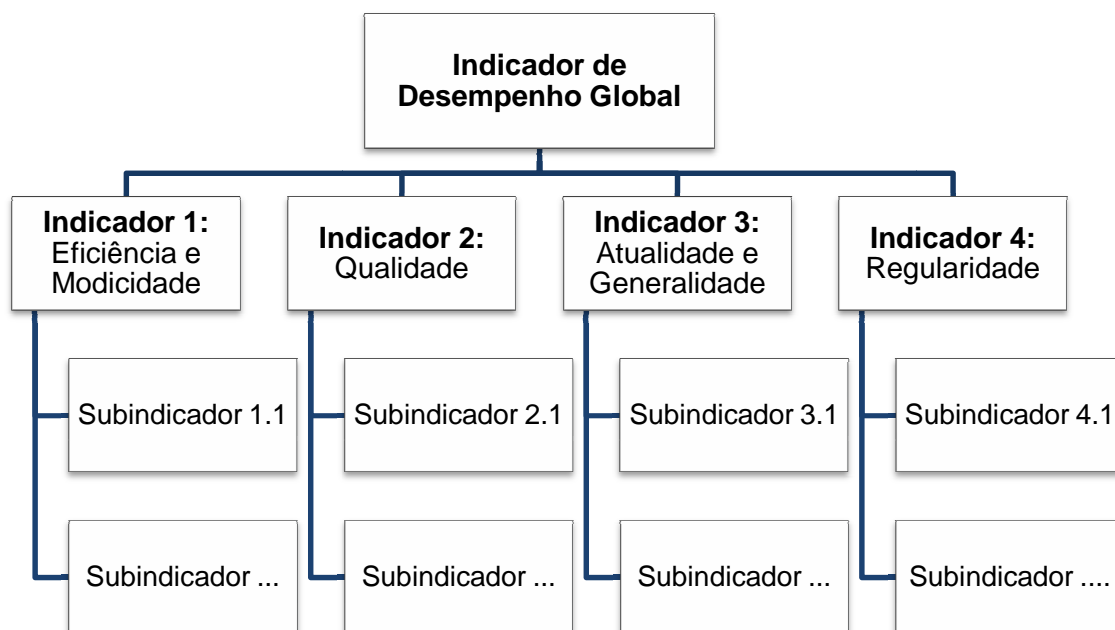 Indicador de
Desempenho Global
Indicador 1:
Eficiência e
Modicidade
Indicador 2:
Qualidade
Indicador 3:
Atualidade e
Generalidade
Indicador 4:
Regularidade
Subindicador 1.1
Subindicador 2.1
Subindicador 3.1
Subindicador 4.1
Subindicador ...
Subindicador ...
Subindicador ...
Subindicador ....